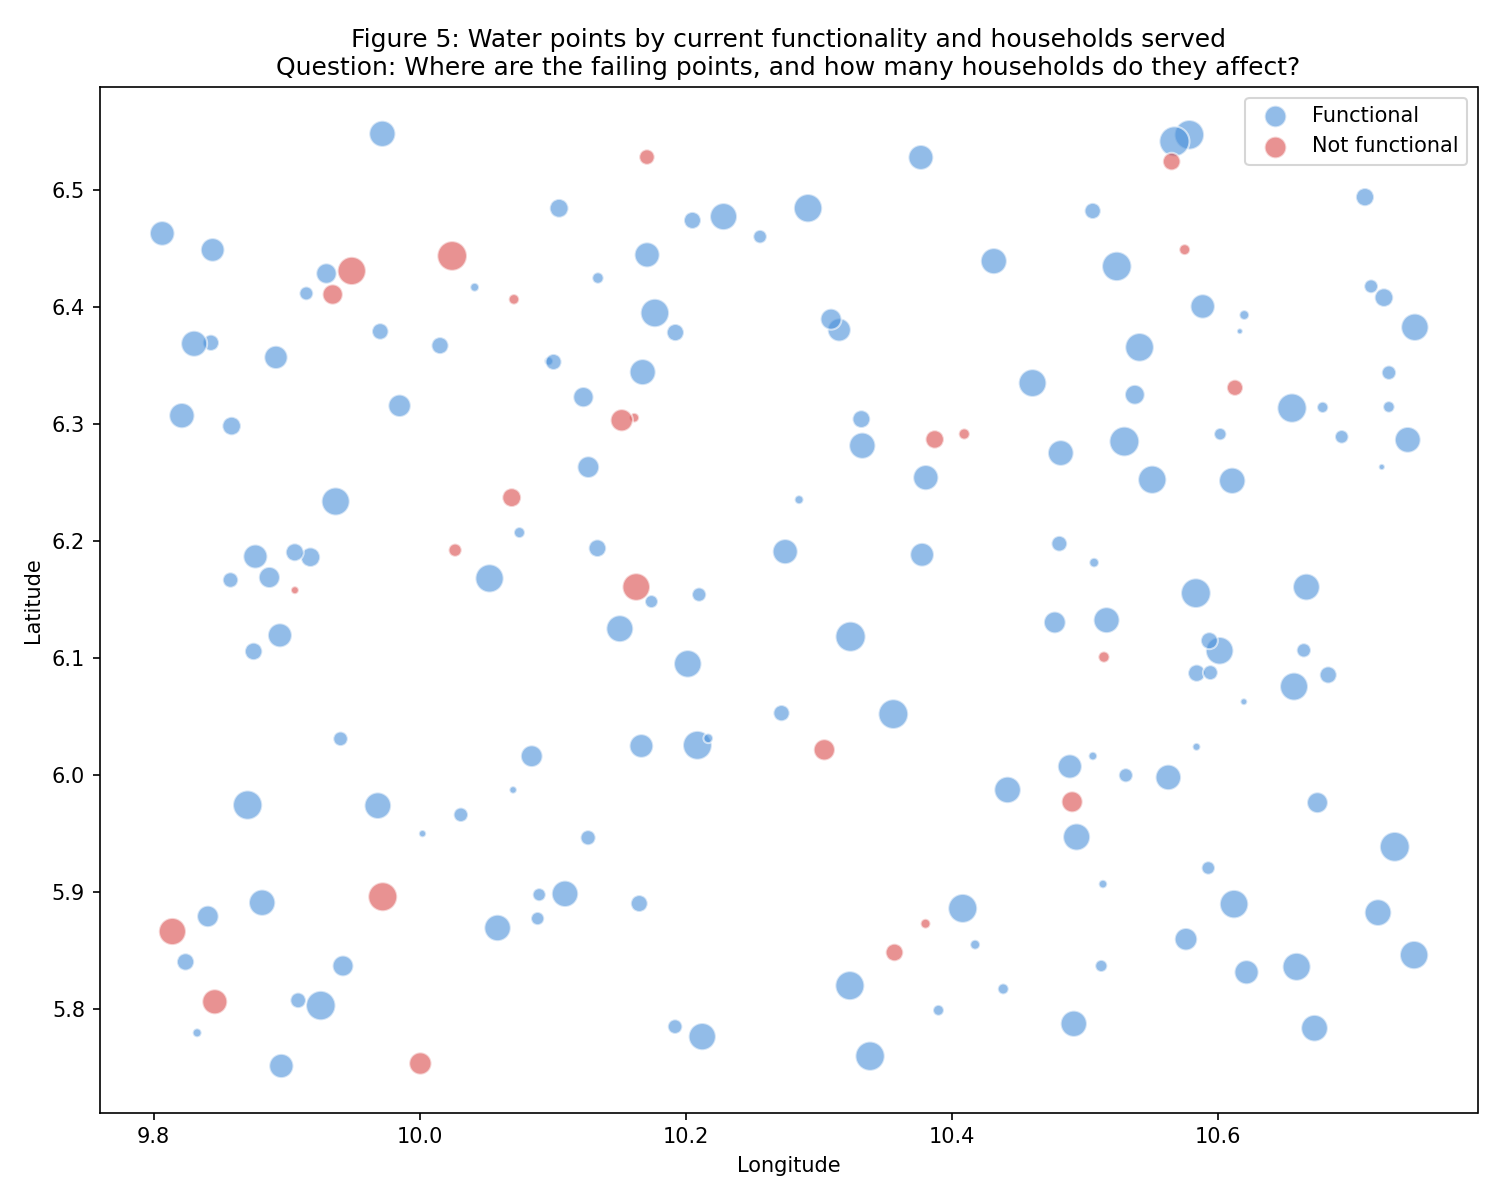 Figure 5: Water points by current functionality and households served
Question: Where are the failing points, and how many households do they affect?
Functional
Not functional
6.5
6.4
6.3
6.2
6.1
6.0
5.9
5.8
Latitude
9.8
10.0
10.2
10.4
10.6
Longitude